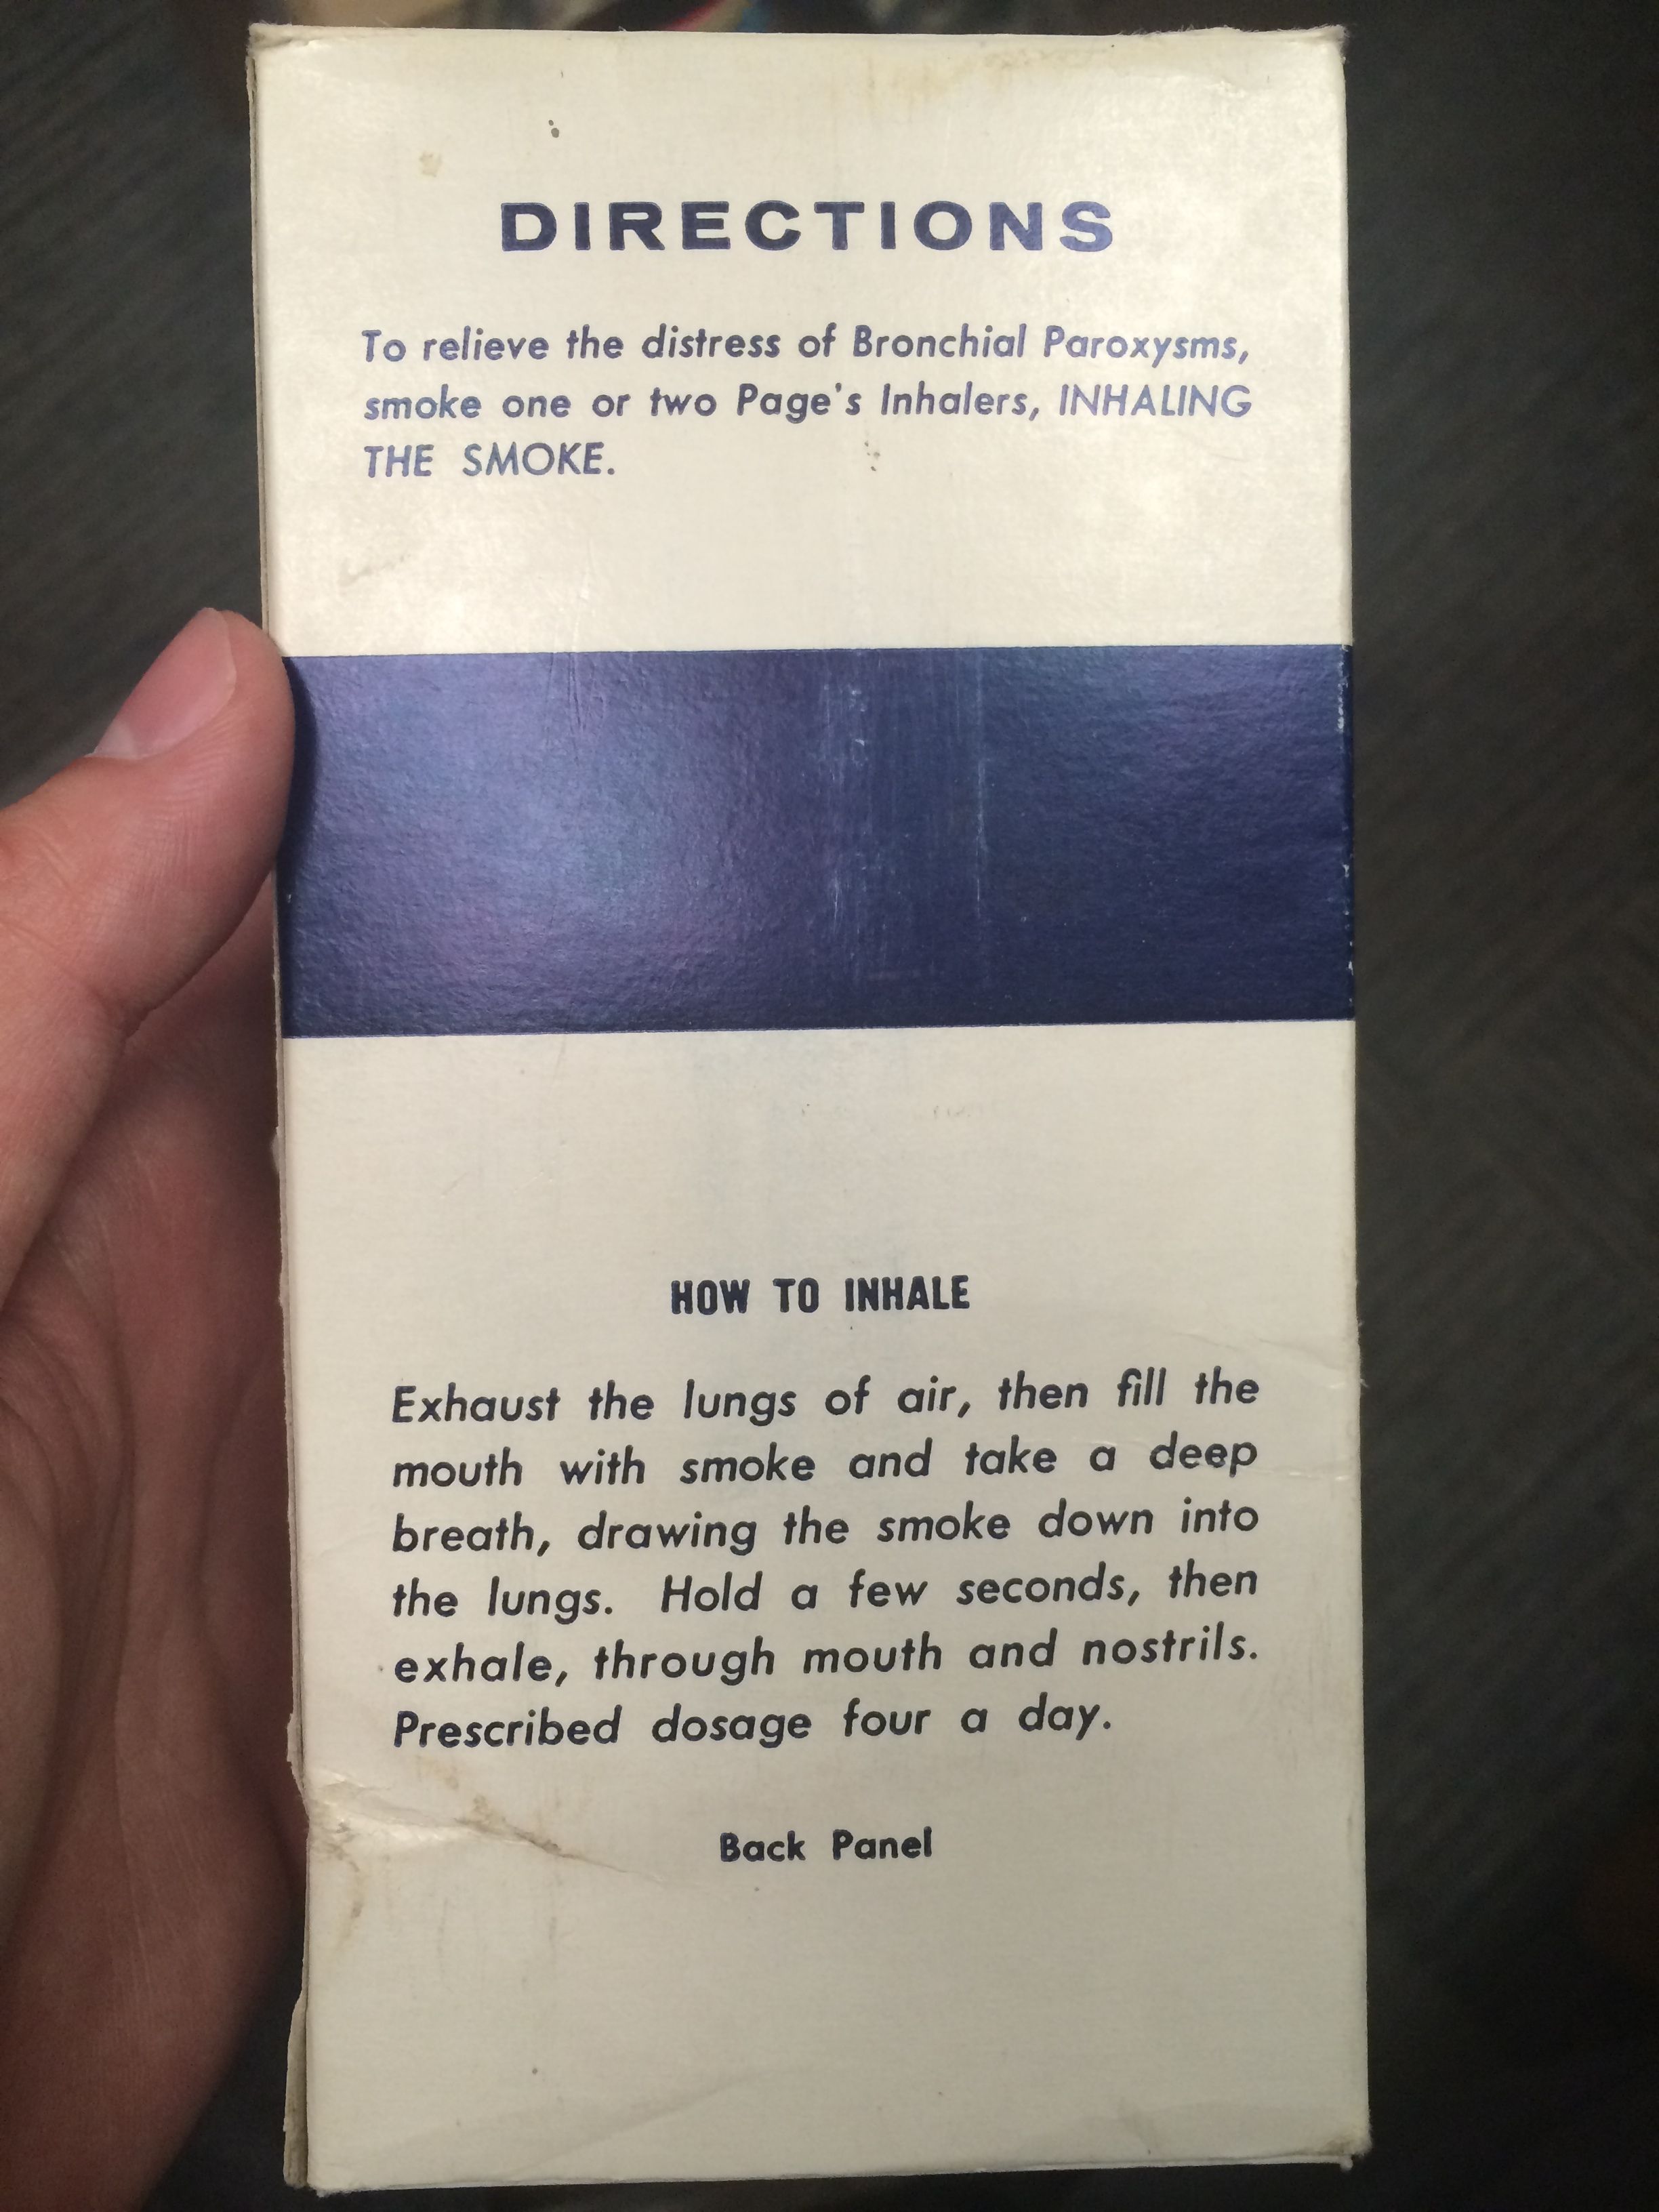 DIRECTIONS
To relieve the distress of Bronchial Paroxysms,
smoke one or two Page's Inhalers, INHALING
THE SMOKE.
HOW TO INHALE
Exhaust the lungs of air, then fill the
mouth with smoke and take a deep
breath, drawing the smoke down into
the lungs. Hold a few seconds, then
exhale, through mouth and nostrils.
Prescribed dosage four a day.
Back Panel